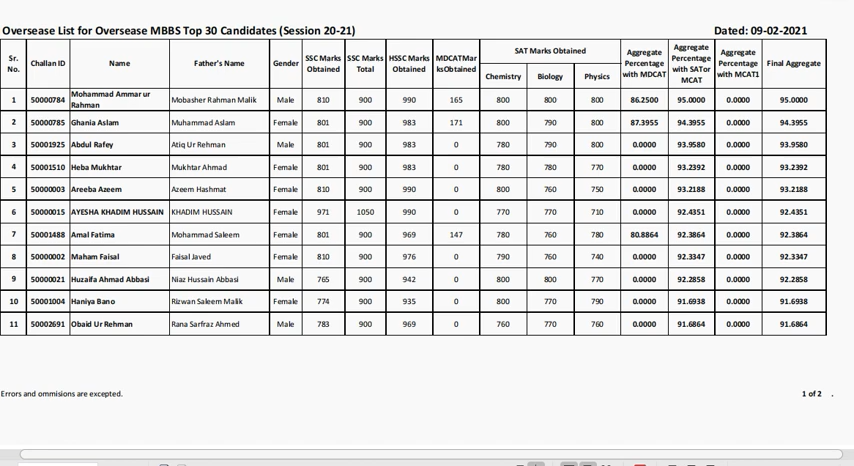 Oversease List for Oversease MBBS Top 30 Candidates (Session 20-21) Dated: 09-02-2021
Sr. No. Challan ID Name Father's Name Gender SSC Marks Obtained SSC Marks Total HSSC Marks Obtained MDCATMar ksObtained SAT Marks Obtained Chemistry Biology Physics Aggregate Percentage with MDCAT Aggregate Percentage with SATor MCAT Aggregate Percentage with MCAT1 Final Aggregate
1 50000784 Mohammad Ammar ur Rahman Mobasher Rahman Malik Male 810 900 990 165 800 800 800 86.2500 95.0000 0.0000 95.0000
2 50000785 Ghania Aslam Muhammad Aslam Female 801 900 983 171 800 790 800 87.3955 94.3955 0.0000 94.3955
3 50001925 Abdul Rafey Atiq Ur Rehman Male 801 900 983 0 780 790 800 0.0000 93.9580 0.0000 93.9580
4 50001510 Heba Mukhtar Mukhtar Ahmad Female 801 900 983 0 780 780 770 0.0000 93.2392 0.0000 93.2392
5 50000003 Areeba Azeem Azeem Hashmat Female 810 900 990 0 800 760 750 0.0000 93.2188 0.0000 93.2188
6 50000015 AYESHA KHADIM HUSSAIN KHADIM HUSSAIN Female 971 1050 990 0 770 770 710 0.0000 92.4351 0.0000 92.4351
7 50001488 Amal Fatima Mohammad Saleem Female 801 900 969 147 780 760 780 80.8864 92.3864 0.0000 92.3864
8 50000002 Maham Faisal Faisal Javed Female 810 900 976 0 790 760 740 0.0000 92.3347 0.0000 92.3347
9 50000021 Huzaifa Ahmad Abbasi Niaz Hussain Abbasi Male 765 900 942 0 800 800 770 0.0000 92.2858 0.0000 92.2858
10 50001004 Haniya Bano Rizwan Saleem Malik Female 774 900 935 0 800 770 790 0.0000 91.6938 0.0000 91.6938
11 50002691 Obaid Ur Rehman Rana Sarfraz Ahmed Male 783 900 969 0 760 770 760 0.0000 91.6864 0.0000 91.6864
Errors and ommisions are excepted. 1 of 2 .